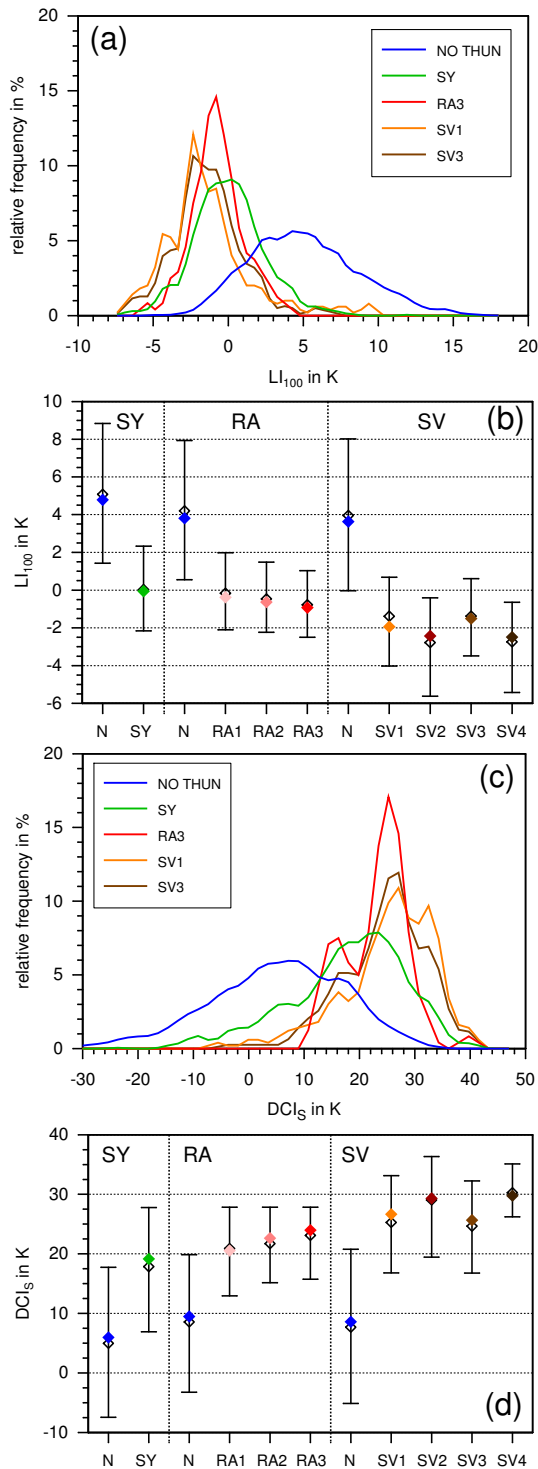 20
(a)
NO THUN
SY
RA3
SV1
SV3
15
10
5
0
relative frequency in %
-10 -5 0 5 10 15 20
LI100 in K
SY RA SV (b)
10
8
6
4
2
0
-2
-4
-6
LI100 in K
N SY N RA1 RA2 RA3 N SV1 SV2 SV3 SV4
20
(c)
NO THUN
SY
RA3
SV1
SV3
15
10
5
0
relative frequency in %
-30 -20 -10 0 10 20 30 40 50
DCIS in K
40
SY RA SV
30
20
10
0
-10
DCIS in K
(d)
N SY N RA1 RA2 RA3 N SV1 SV2 SV3 SV4